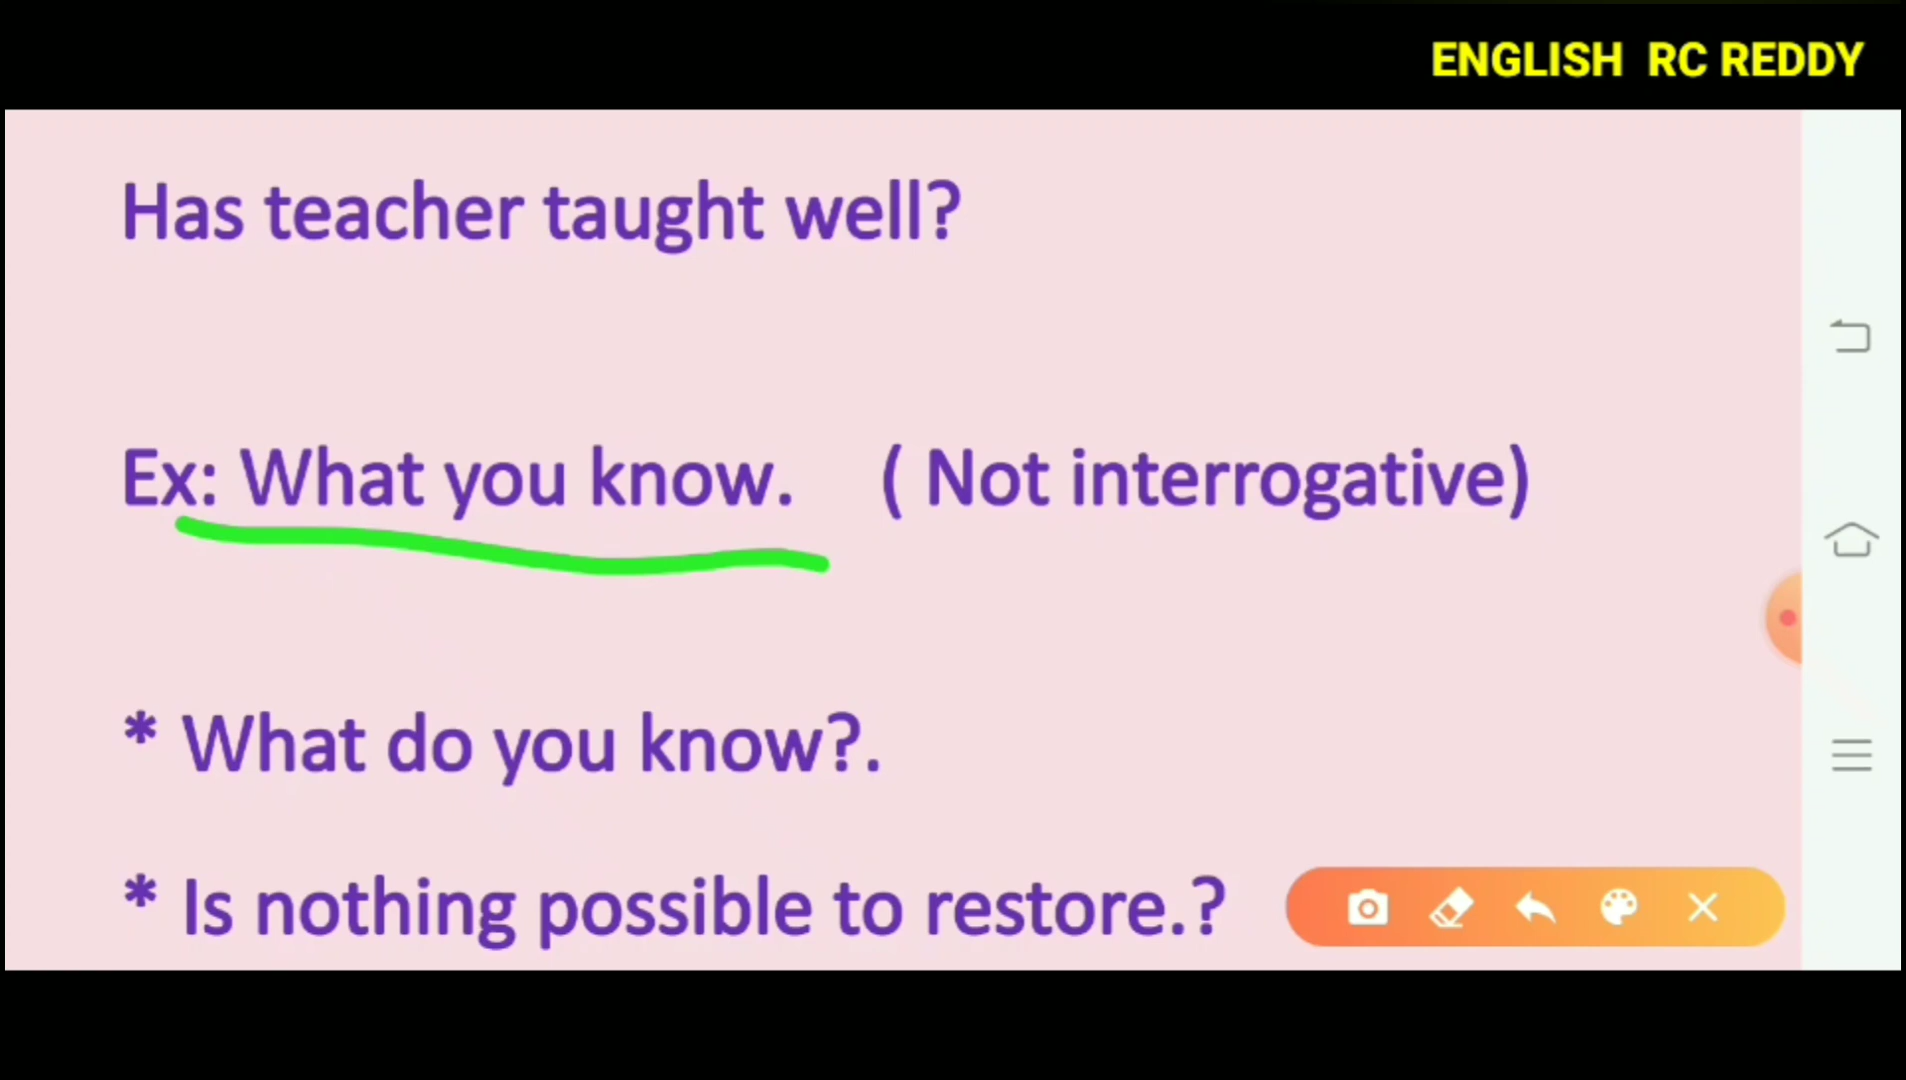 ENGLISH RC REDDY
Has teacher taught well?
Ex: What you know. ( Not interrogative)
* What do you know?.
* Is nothing possible to restore.?